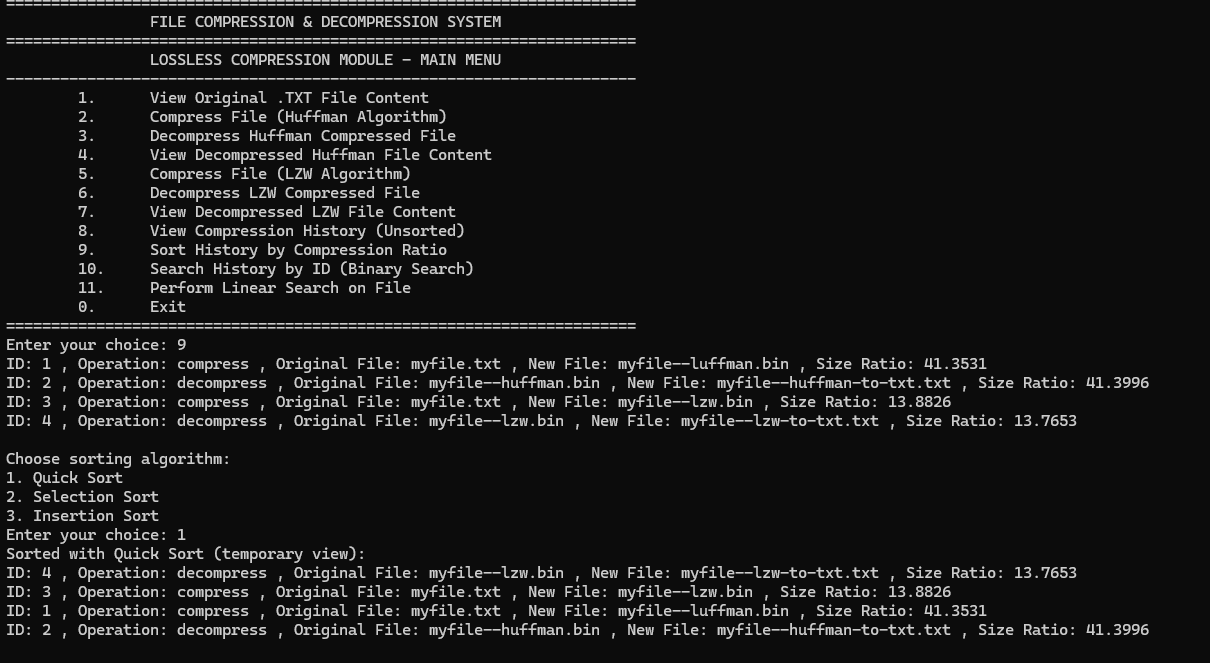 ======================================================================
FILE COMPRESSION & DECOMPRESSION SYSTEM
======================================================================
LOSSLESS COMPRESSION MODULE - MAIN MENU
----------------------------------------------------------------------
1. View Original .TXT File Content
2. Compress File (Huffman Algorithm)
3. Decompress Huffman Compressed File
4. View Decompressed Huffman File Content
5. Compress File (LZW Algorithm)
6. Decompress LZW Compressed File
7. View Decompressed LZW File Content
8. View Compression History (Unsorted)
9. Sort History by Compression Ratio
10. Search History by ID (Binary Search)
11. Perform Linear Search on File
0. Exit
======================================================================
Enter your choice: 9
ID: 1 , Operation: compress , Original File: myfile.txt , New File: myfile--luffman.bin , Size Ratio: 41.3531
ID: 2 , Operation: decompress , Original File: myfile--huffman.bin , New File: myfile--huffman-to-txt.txt , Size Ratio: 41.3996
ID: 3 , Operation: compress , Original File: myfile.txt , New File: myfile--lzw.bin , Size Ratio: 13.8826
ID: 4 , Operation: decompress , Original File: myfile--lzw.bin , New File: myfile--lzw-to-txt.txt , Size Ratio: 13.7653
Choose sorting algorithm:
1. Quick Sort
2. Selection Sort
3. Insertion Sort
Enter your choice: 1
Sorted with Quick Sort (temporary view):
ID: 4 , Operation: decompress , Original File: myfile--lzw.bin , New File: myfile--lzw-to-txt.txt , Size Ratio: 13.7653
ID: 3 , Operation: compress , Original File: myfile.txt , New File: myfile--lzw.bin , Size Ratio: 13.8826
ID: 1 , Operation: compress , Original File: myfile.txt , New File: myfile--luffman.bin , Size Ratio: 41.3531
ID: 2 , Operation: decompress , Original File: myfile--huffman.bin , New File: myfile--huffman-to-txt.txt , Size Ratio: 41.3996